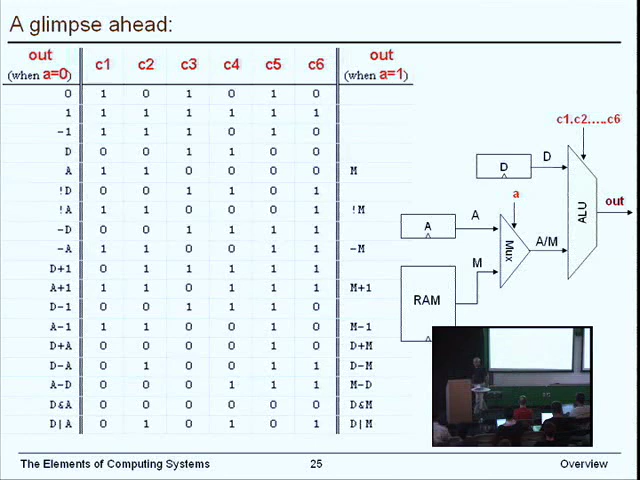 A glimpse ahead:
out (when a=0) c1 c2 c3 c4 c5 c6 out (when a=1)
0 1 0 1 0 1 0
1 1 1 1 1 1 1
-1 1 1 1 0 1 0
D 0 0 1 1 0 0
A 1 1 0 0 0 0 M
!D 0 0 1 1 0 1
!A 1 1 0 0 0 1 !M
-D 0 0 1 1 1 1
-A 1 1 0 0 1 1 -M
D+1 0 1 1 1 1 1
A+1 1 1 0 1 1 1 M+1
D-1 0 0 1 1 1 0
A-1 1 1 0 0 1 0 M-1
D+A 0 0 0 0 1 0 D+M
D-A 0 1 0 0 1 1 D-M
A-D 0 0 0 1 1 1 M-D
D&A 0 0 0 0 0 0 D&M
D|A 0 1 0 1 0 1 D|M
c1,c2,…,c6
D
D
a
A
A
Mux
A/M
ALU
out
M
RAM
The Elements of Computing Systems 25 Overview